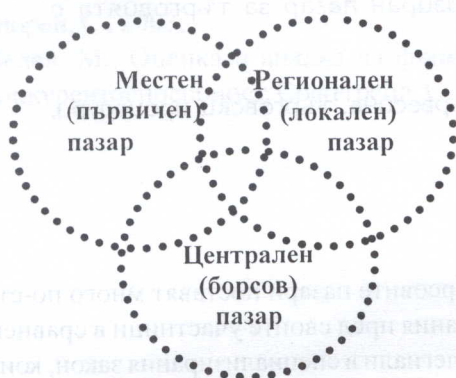 Местен
(първичен)
пазар
Регионален
(локален)
пазар
Централен
(борсов)
пазар